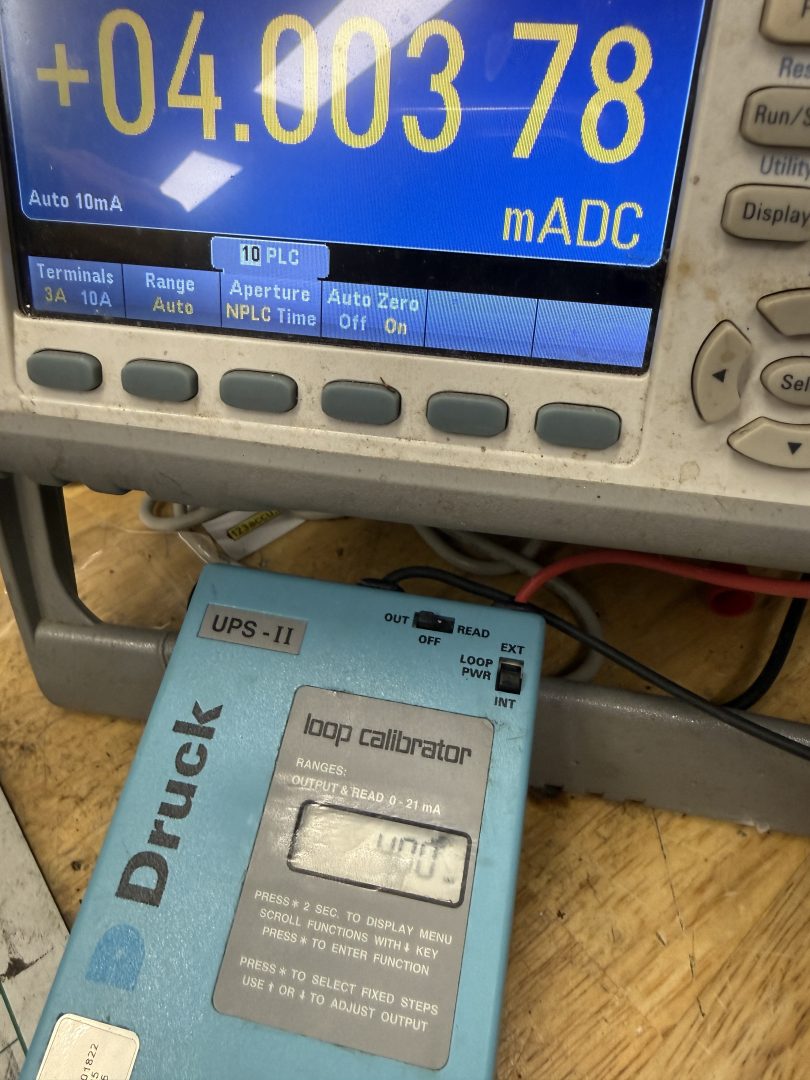 +04.003 78
Auto 10mA
mADC
10 PLC
Terminals
3A 10A
Range
Auto
Aperture
NPLC Time
Auto Zero
Off On
Run/
Utility
Display
UPS-II
OUT
OFF
READ
EXT
LOOP
PWR
INT
Druck
loop calibrator
RANGES:
OUTPUT & READ 0-21 mA
PRESS * 2 SEC. TO DISPLAY MENU
SCROLL FUNCTIONS WITH ↓ KEY
PRESS * TO ENTER FUNCTION
PRESS * TO SELECT FIXED STEPS
USE ↑ OR ↓ TO ADJUST OUTPUT